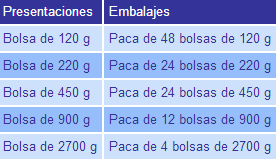 Presentaciones Embalajes
Bolsa de 120 g Paca de 48 bolsas de 120 g
Bolsa de 220 g Paca de 24 bolsas de 220 g
Bolsa de 450 g Paca de 24 bolsas de 450 g
Bolsa de 900 g Paca de 12 bolsas de 900 g
Bolsa de 2700 g Paca de 4 bolsas de 2700 g